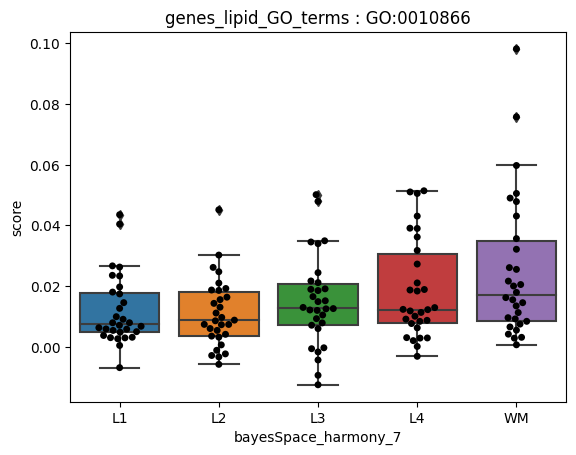 genes_lipid_GO_terms : GO:0010866
0.10
0.08
0.06
0.04
0.02
0.00
score
L1 L2 L3 L4 WM
bayesSpace_harmony_7